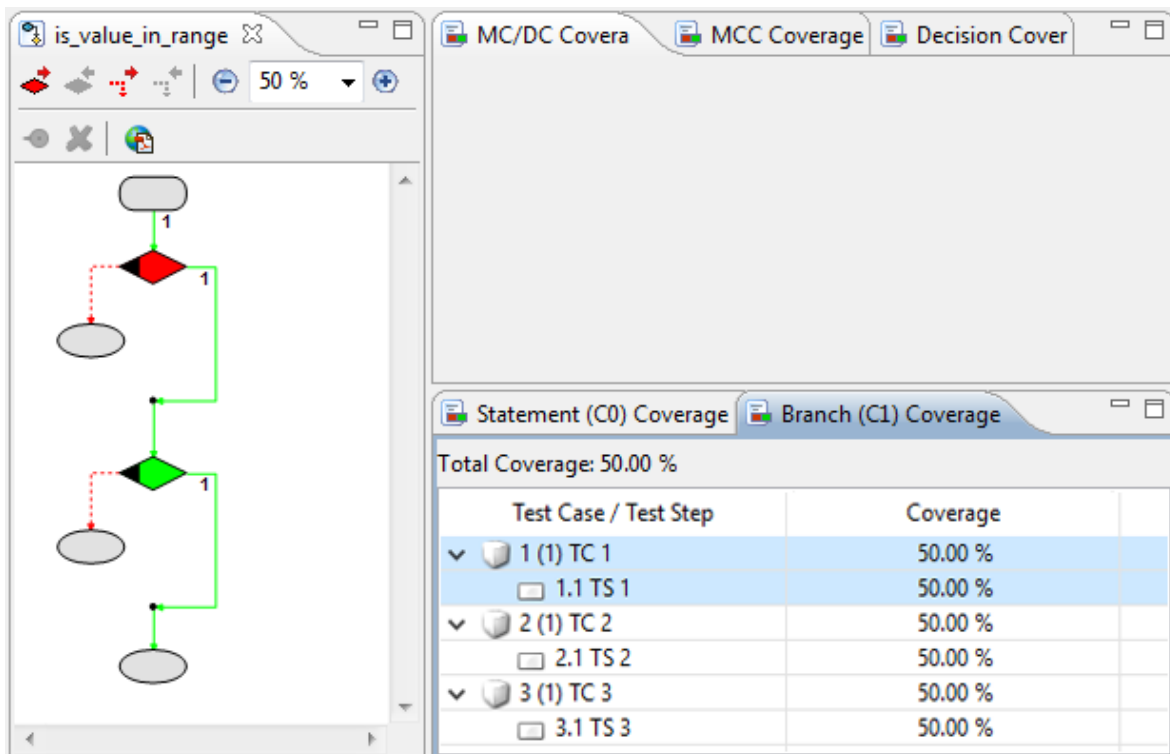 is_value_in_range
50 %
1
1
1
MC/DC Covera
MCC Coverage
Decision Cover
Statement (C0) Coverage
Branch (C1) Coverage
Total Coverage: 50.00 %
Test Case / Test Step Coverage
1 (1) TC 1 50.00 %
1.1 TS 1 50.00 %
2 (1) TC 2 50.00 %
2.1 TS 2 50.00 %
3 (1) TC 3 50.00 %
3.1 TS 3 50.00 %